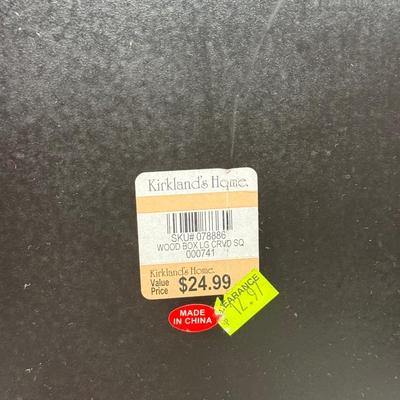 Kirkland's Home.
SKU# 078886
WOOD BOX LG CRVD SQ
000741
Kirkland's Home.
Value
Price $24.99
CLEARANCE
12.97
MADE
IN CHINA